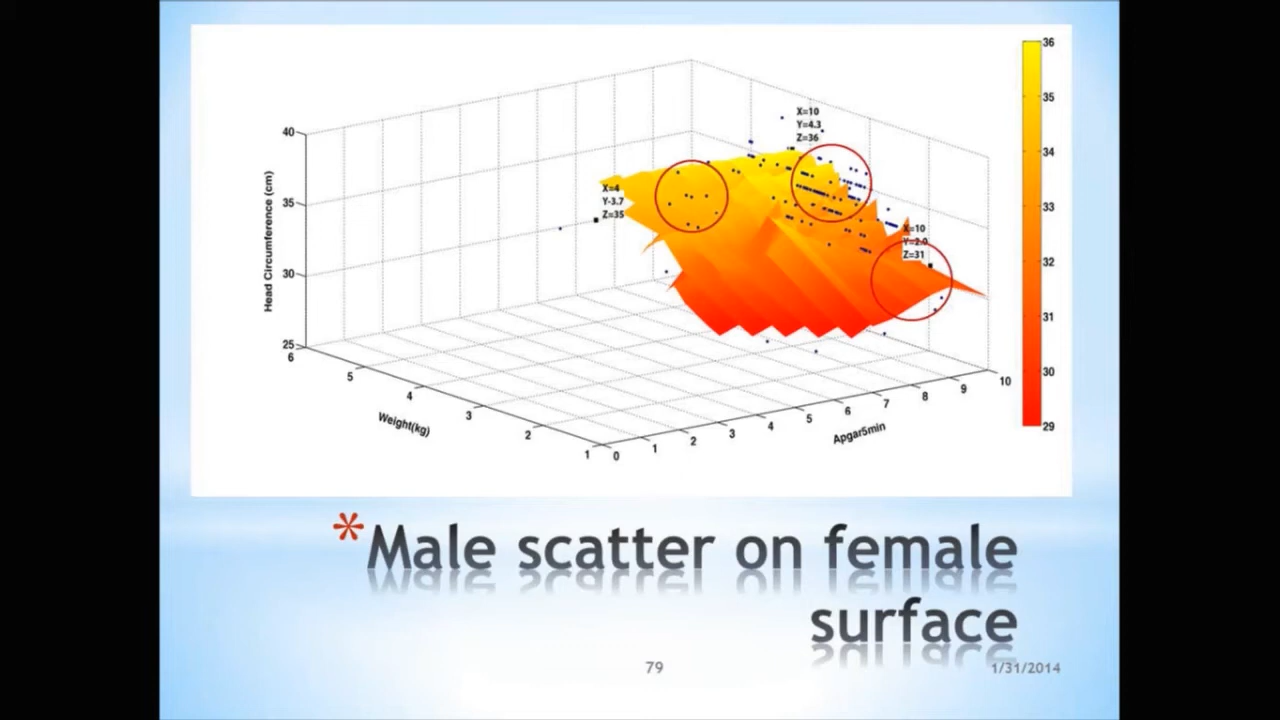 36
35
34
33
32
31
30
29
X=10
Y=4.3
Z=36
X=4
Y-3.7
Z=35
X=10
Y=2.0
Z=31
Head Circumference (cm)
40
35
30
25
6
5
4
3
2
1
Weight(kg)
0
1
2
3
4
5
6
7
8
9
10
Apgar5min
*Male scatter on female
surface
79
1/31/2014